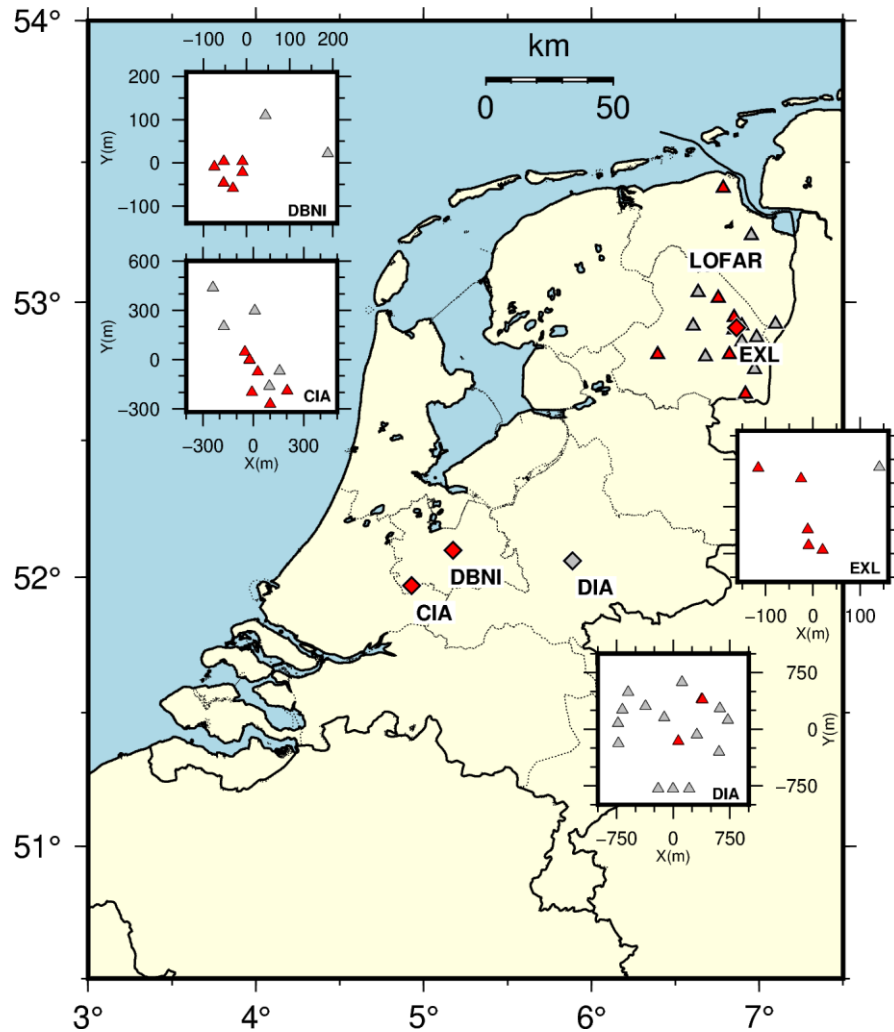 54°
53°
52°
51°
3°
4°
5°
6°
7°
km
0 50
−100 0 100 200
200
100
0
−100
Y(m)
DBNI
600
300
0
−300
Y(m)
CIA
−300 0 300
X(m)
LOFAR
EXL
EXL
−100 0 100
X(m)
DBNI
CIA
DIA
750
0
−750
Y(m)
DIA
−750 0 750
X(m)